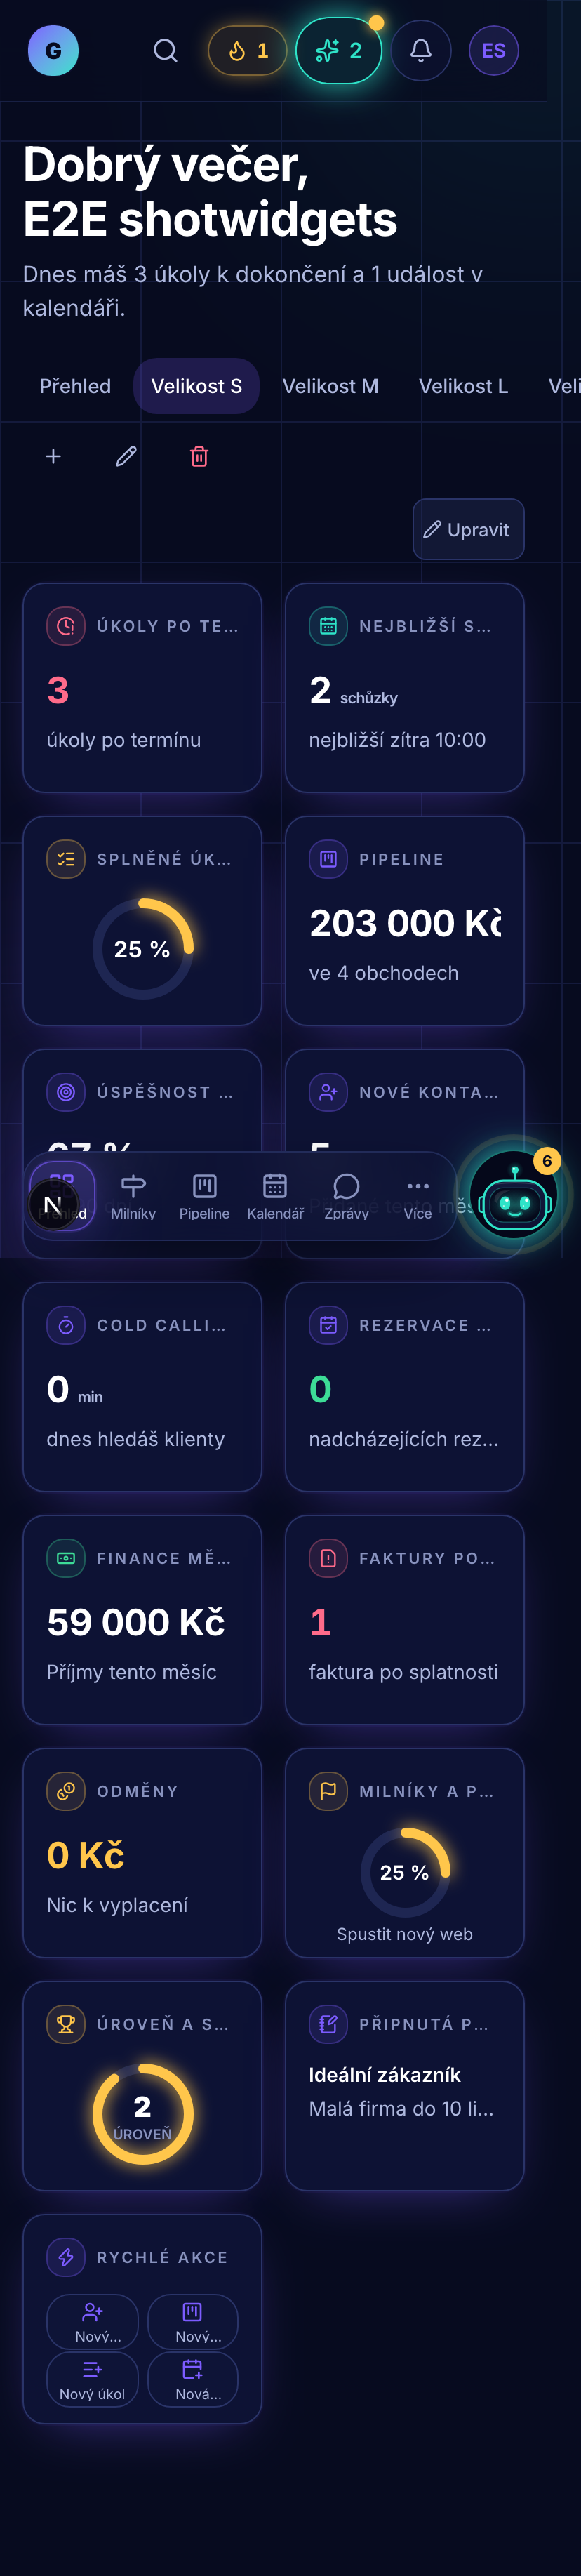 G
1
2
ES
Dobrý večer,
E2E shotwidgets
Dnes máš 3 úkoly k dokončení a 1 událost v
kalendáři.
Přehled
Velikost S
Velikost M
Velikost L
Veli
Upravit
ÚKOLY PO TE...
NEJBLIŽŠÍ S...
3
2 schůzky
úkoly po termínu
nejbližší zítra 10:00
SPLNĚNÉ ÚK...
PIPELINE
25 %
203 000 Kč
ve 4 obchodech
ÚSPĚŠNOST ...
NOVÉ KONTA...
67 %
5
6
N
Milníky
Pipeline
Kalendář
Zprávy
Více
COLD CALLI...
REZERVACE ...
0 min
0
dnes hledáš klienty
nadcházejících rez...
FINANCE MĚ...
FAKTURY PO...
59 000 Kč
1
Příjmy tento měsíc
faktura po splatnosti
ODMĚNY
MILNÍKY A P...
0 Kč
25 %
Nic k vyplacení
Spustit nový web
ÚROVEŇ A S...
PŘIPNUTÁ P...
2
ÚROVEŇ
Ideální zákazník
Malá firma do 10 li...
RYCHLÉ AKCE
Nový...
Nový...
Nový úkol
Nová...